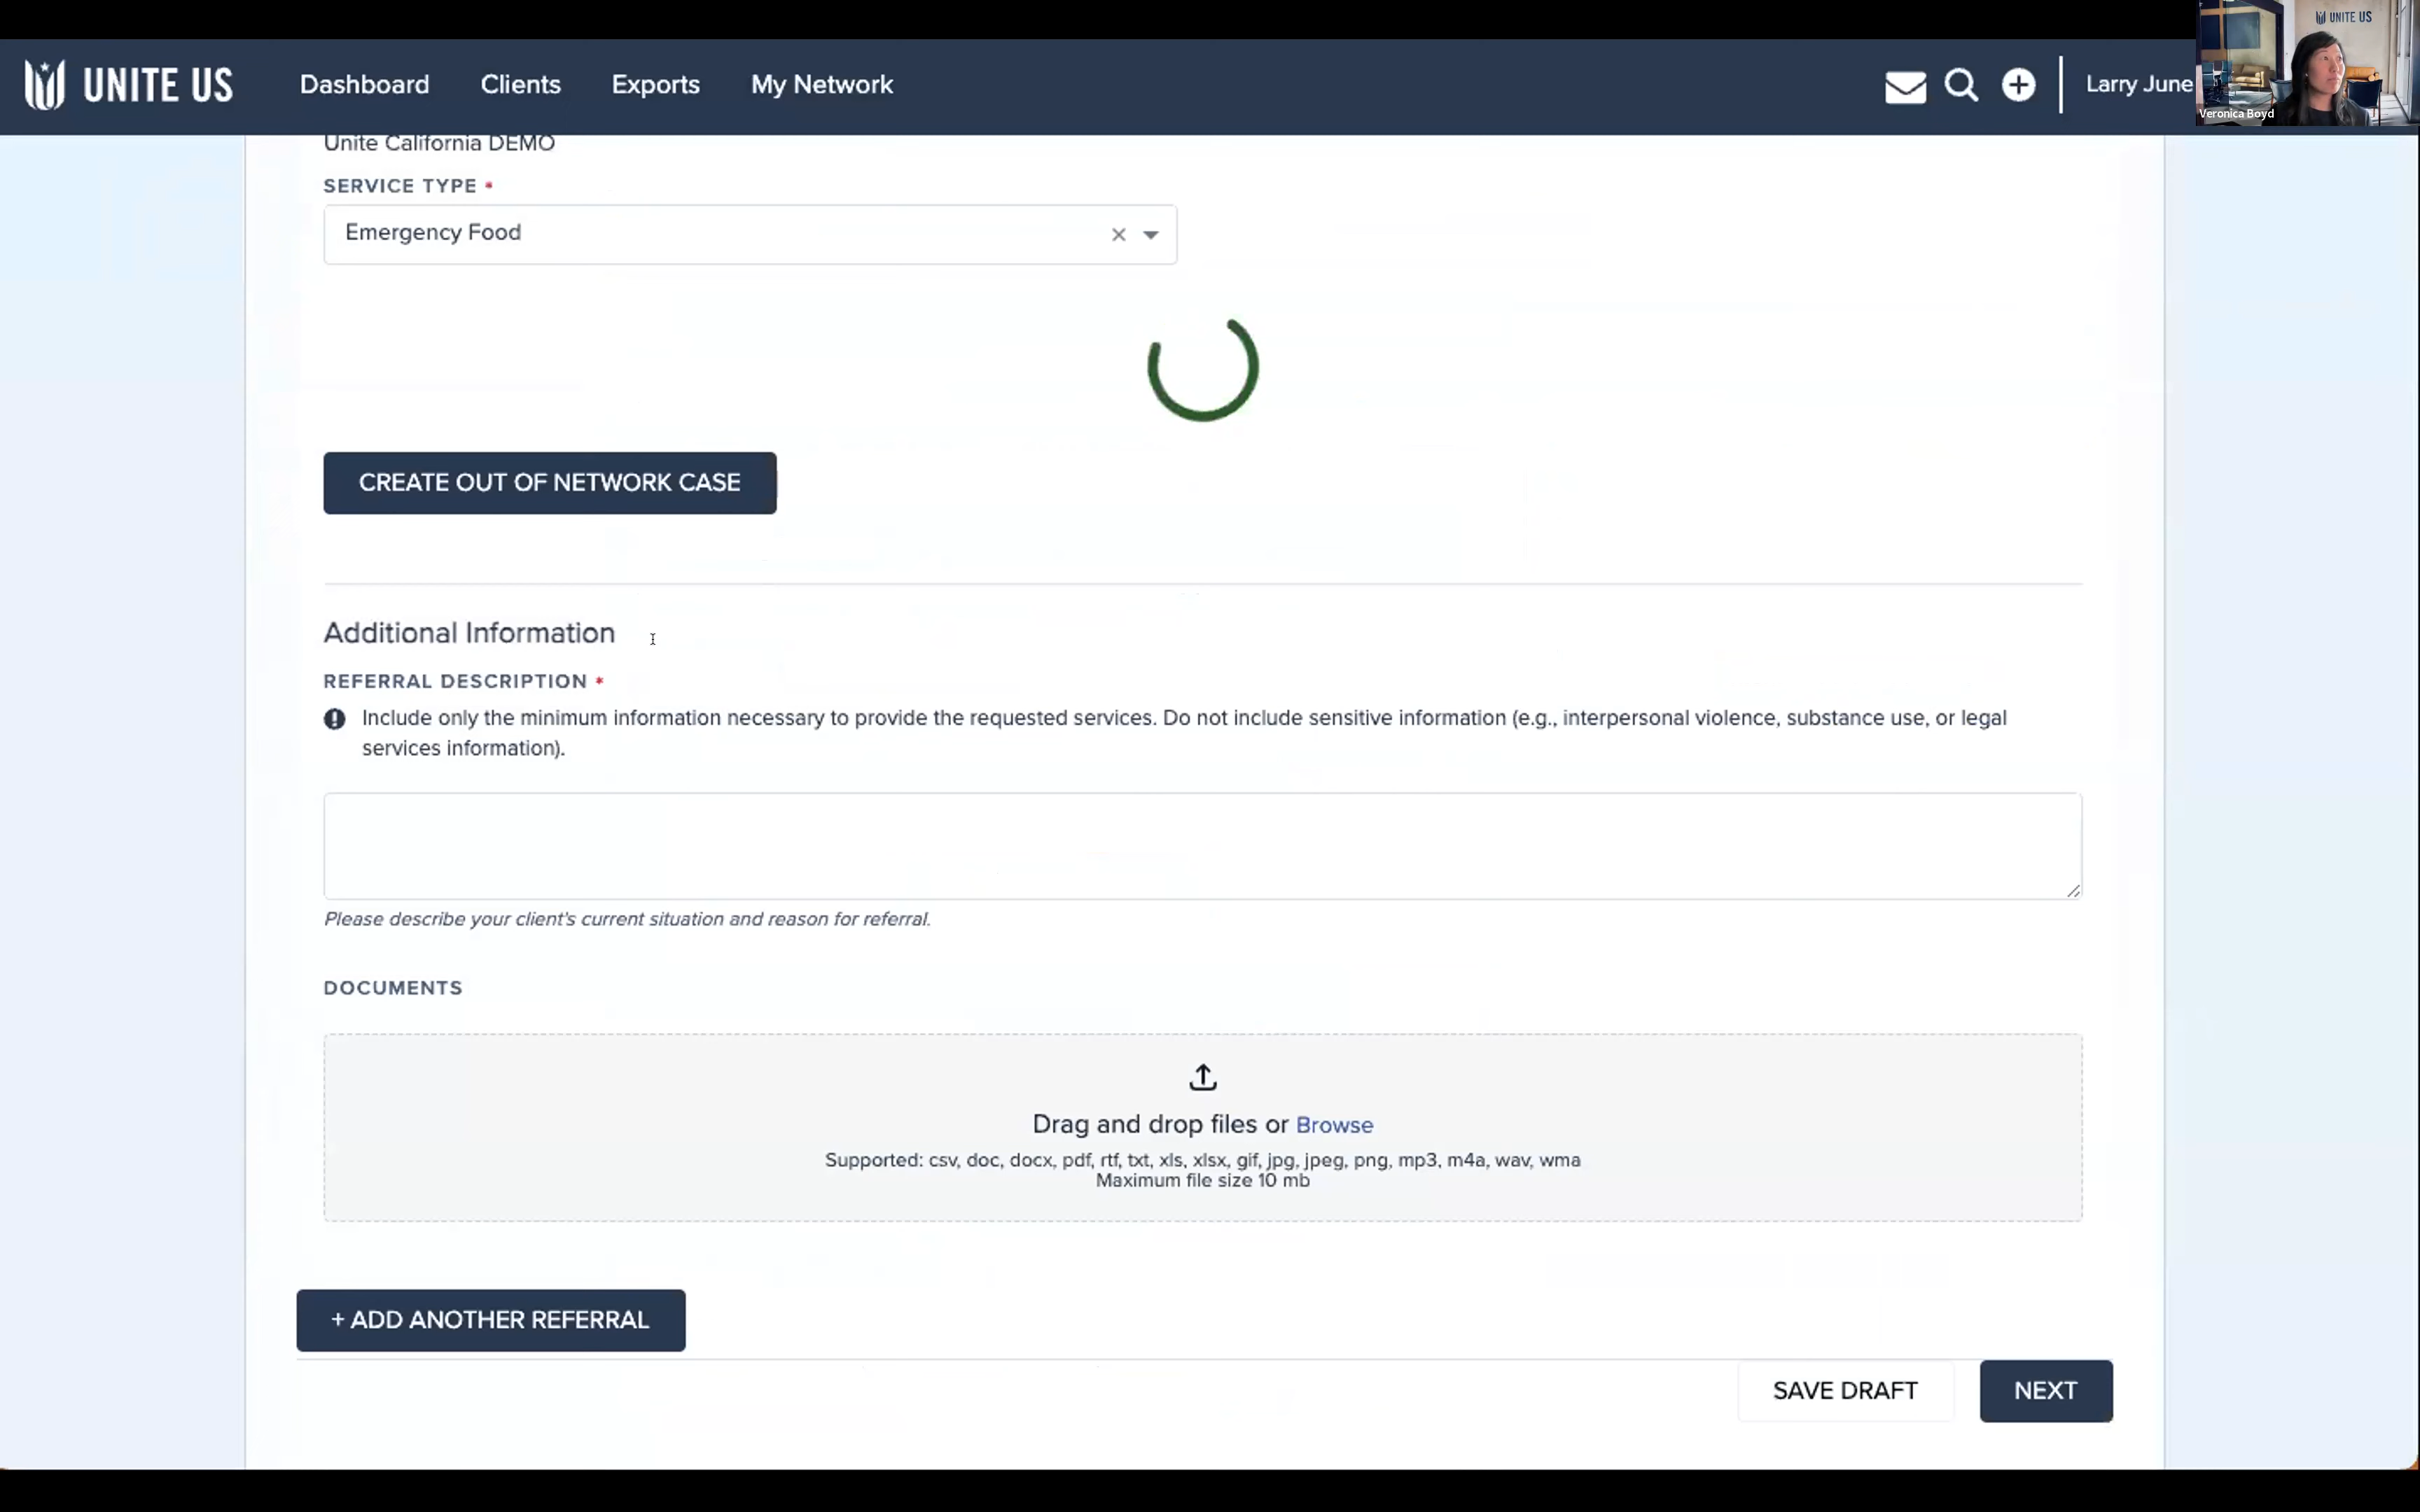 UNITE US
Dashboard
Clients
Exports
My Network
Larry June
UNITE US
Veronica Boyd
Unite California DEMO
SERVICE TYPE *
Emergency Food
CREATE OUT OF NETWORK CASE
Additional Information
REFERRAL DESCRIPTION *
Include only the minimum information necessary to provide the requested services. Do not include sensitive information (e.g., interpersonal violence, substance use, or legal
services information).
Please describe your client's current situation and reason for referral.
DOCUMENTS
Drag and drop files or Browse
Supported: csv, doc, docx, pdf, rtf, txt, xls, xlsx, gif, jpg, jpeg, png, mp3, m4a, wav, wma
Maximum file size 10 mb
+ ADD ANOTHER REFERRAL
SAVE DRAFT
NEXT